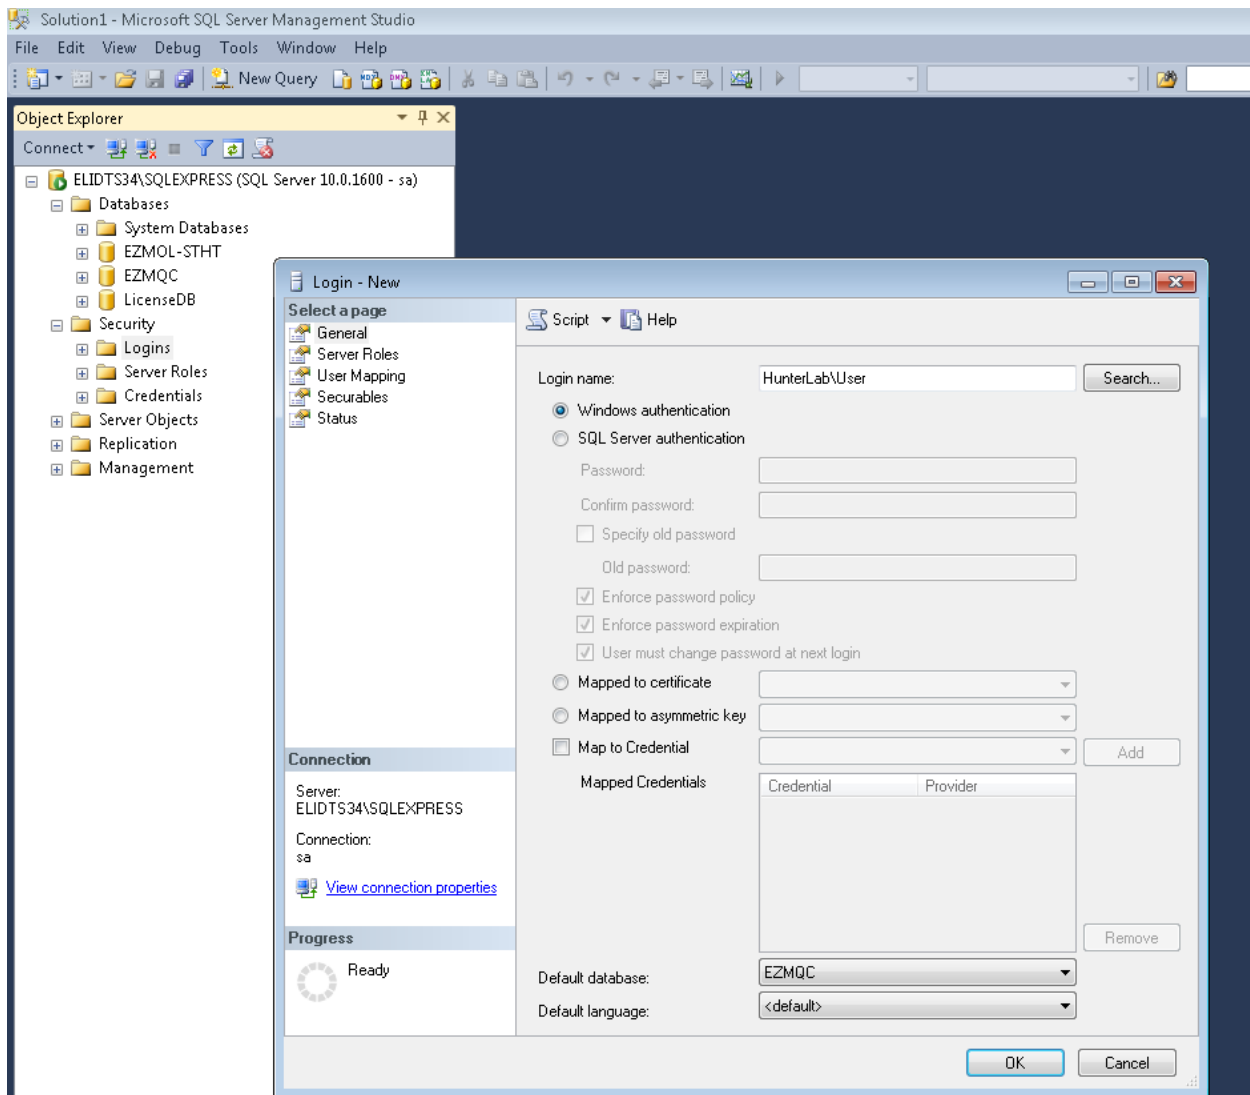 Solution1 - Microsoft SQL Server Management Studio
File Edit View Debug Tools Window Help
New Query
Object Explorer
Connect
ELIDTS34\SQLEXPRESS (SQL Server 10.0.1600 - sa)
Databases
System Databases
EZMOL-STHT
EZMQC
LicenseDB
Security
Logins
Server Roles
Credentials
Server Objects
Replication
Management
Login - New
Select a page
General
Server Roles
User Mapping
Securables
Status
Connection
Server:
ELIDTS34\SQLEXPRESS
Connection:
sa
View connection properties
Progress
Ready
Script Help
Login name: HunterLab\User Search...
Windows authentication
SQL Server authentication
Password:
Confirm password:
Specify old password
Old password:
Enforce password policy
Enforce password expiration
User must change password at next login
Mapped to certificate
Mapped to asymmetric key
Map to Credential Add
Mapped Credentials Credential Provider
Remove
Default database: EZMQC
Default language: <default>
OK Cancel